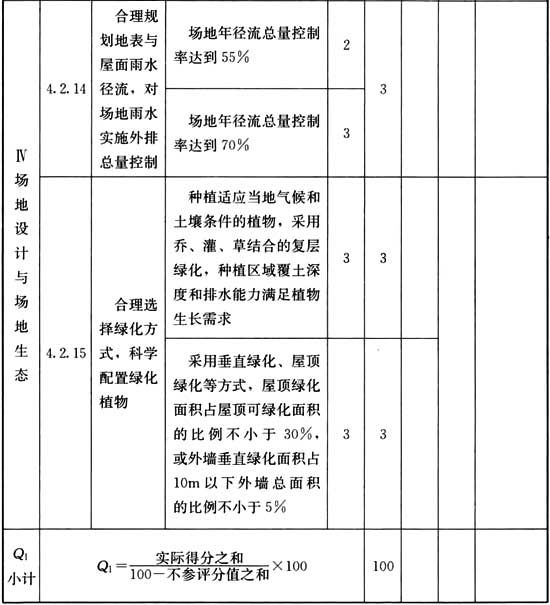 Ⅳ
场
地
设
计
与
场
地
生
态
4.2.14
合理规
划地表与
屋面雨水
径流，对
场地雨水
实施外排
总量控制
场地年径流总量控制
率达到55%
2
3
场地年径流总量控制
率达到70%
3
4.2.15
合理选
择绿化方
式，科学
配置绿化
植物
种植适应当地气候和
土壤条件的植物，采用
乔、灌、草结合的复层
绿化，种植区域覆土深
度和排水能力满足植物
生长需求
3
3
采用垂直绿化、屋顶
绿化等方式，屋顶绿化
面积占屋顶可绿化面积
的比例不小于30%，
或外墙垂直绿化面积占
10m以下外墙总面积
的比例不小于5%
3
3
Q₁
小计
Q₁=实际得分之和/100－不参评分值之和×100
100